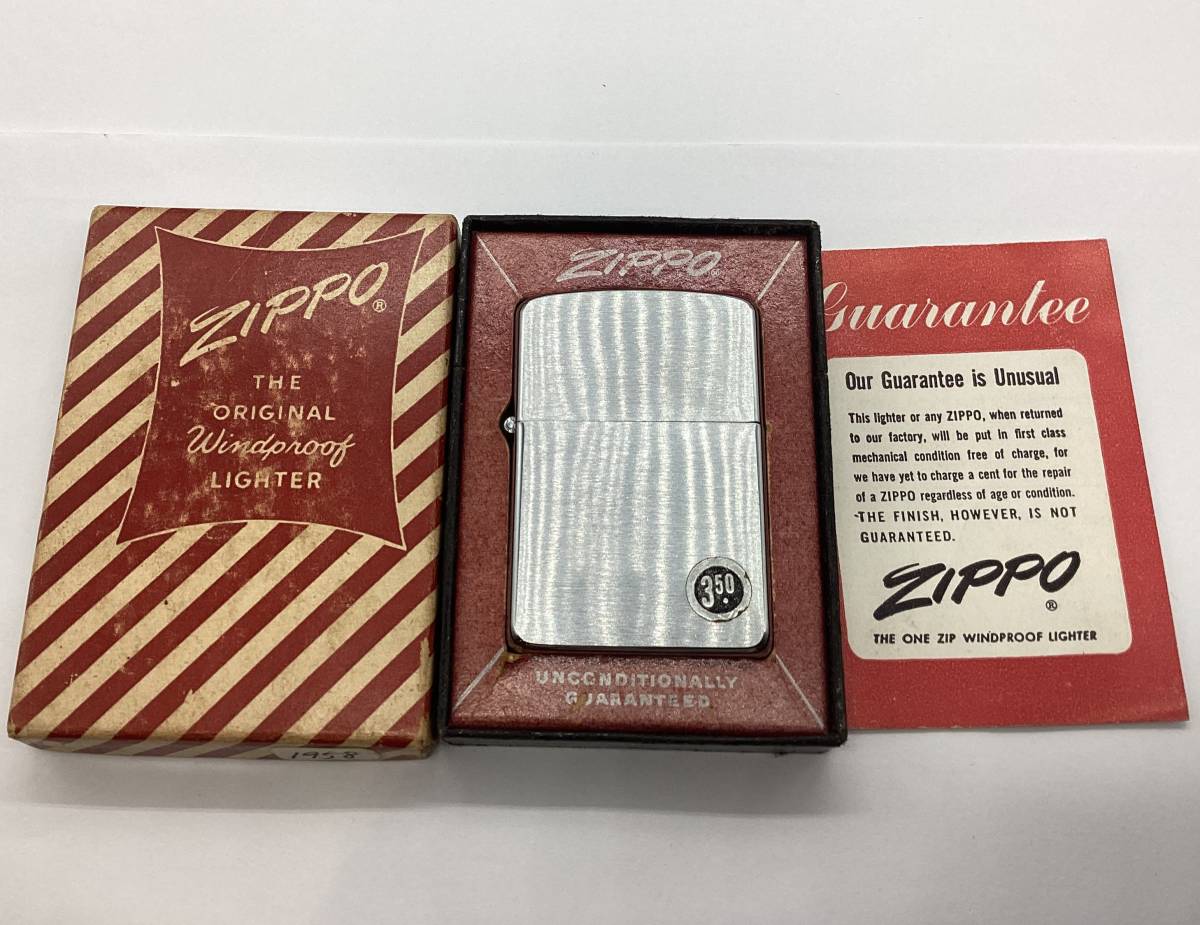 ZIPPO®
THE
ORIGINAL
Windproof
LIGHTER
1958
ZIPPO®
3.50
UNCONDITIONALLY
GUARANTEED
Guarantee
Our Guarantee is Unusual
This lighter or any ZIPPO, when returned
to our factory, will be put in first class
mechanical condition free of charge, for
we have yet to charge a cent for the repair
of a ZIPPO regardless of age or condition.
THE FINISH, HOWEVER, IS NOT
GUARANTEED.
ZIPPO®
THE ONE ZIP WINDPROOF LIGHTER